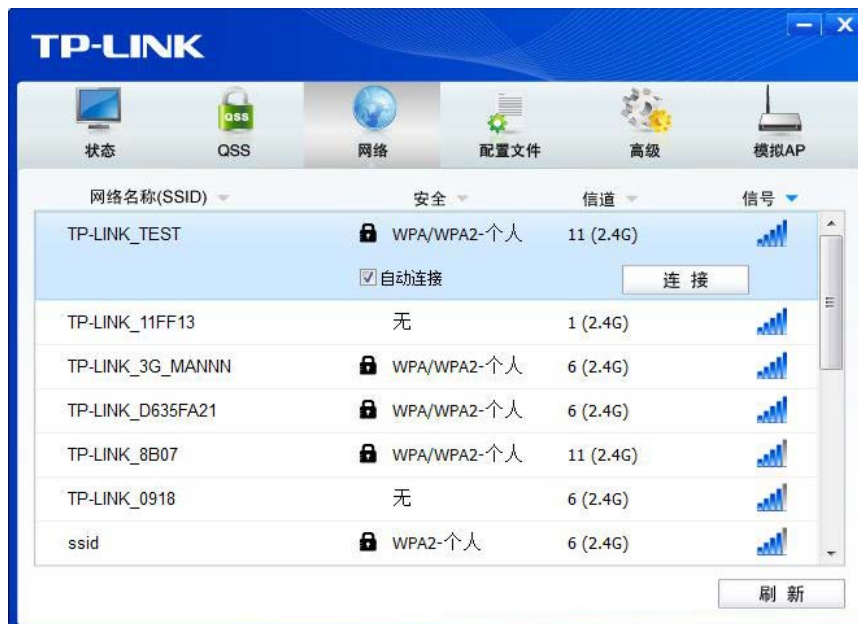 TP-LINK
QSS
状态 QSS 网络 配置文件 高级 模拟AP
网络名称(SSID) 安全 信道 信号
TP-LINK_TEST WPA/WPA2-个人 11 (2.4G)
自动连接 连 接
TP-LINK_11FF13 无 1 (2.4G)
TP-LINK_3G_MANNN WPA/WPA2-个人 6 (2.4G)
TP-LINK_D635FA21 WPA/WPA2-个人 6 (2.4G)
TP-LINK_8B07 WPA/WPA2-个人 11 (2.4G)
TP-LINK_0918 无 6 (2.4G)
ssid WPA2-个人 6 (2.4G)
刷 新